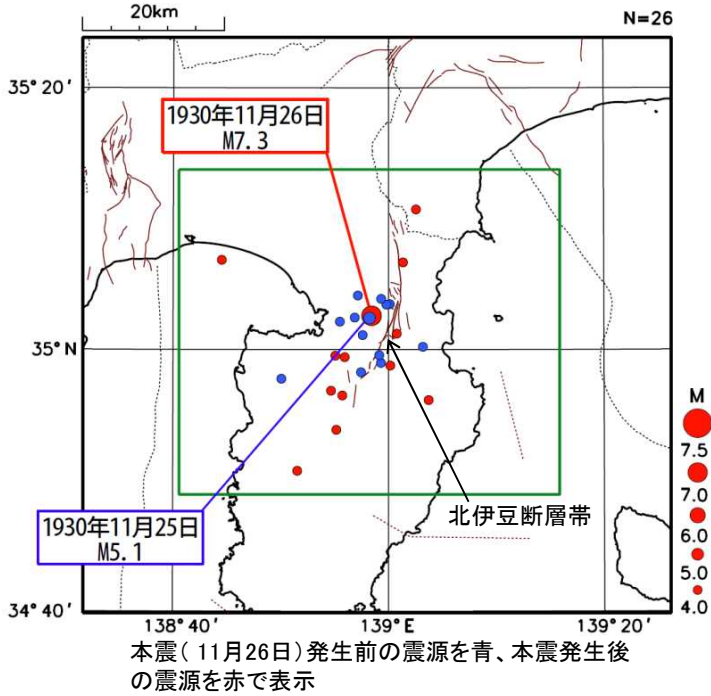 20km
N=26
35°20'
1930年11月26日
M7.3
35°N
M
7.5
7.0
6.0
5.0
4.0
北伊豆断層帯
1930年11月25日
M5.1
34°40'
138°40'
139°E
139°20'
本震(11月26日)発生前の震源を青、本震発生後
の震源を赤で表示